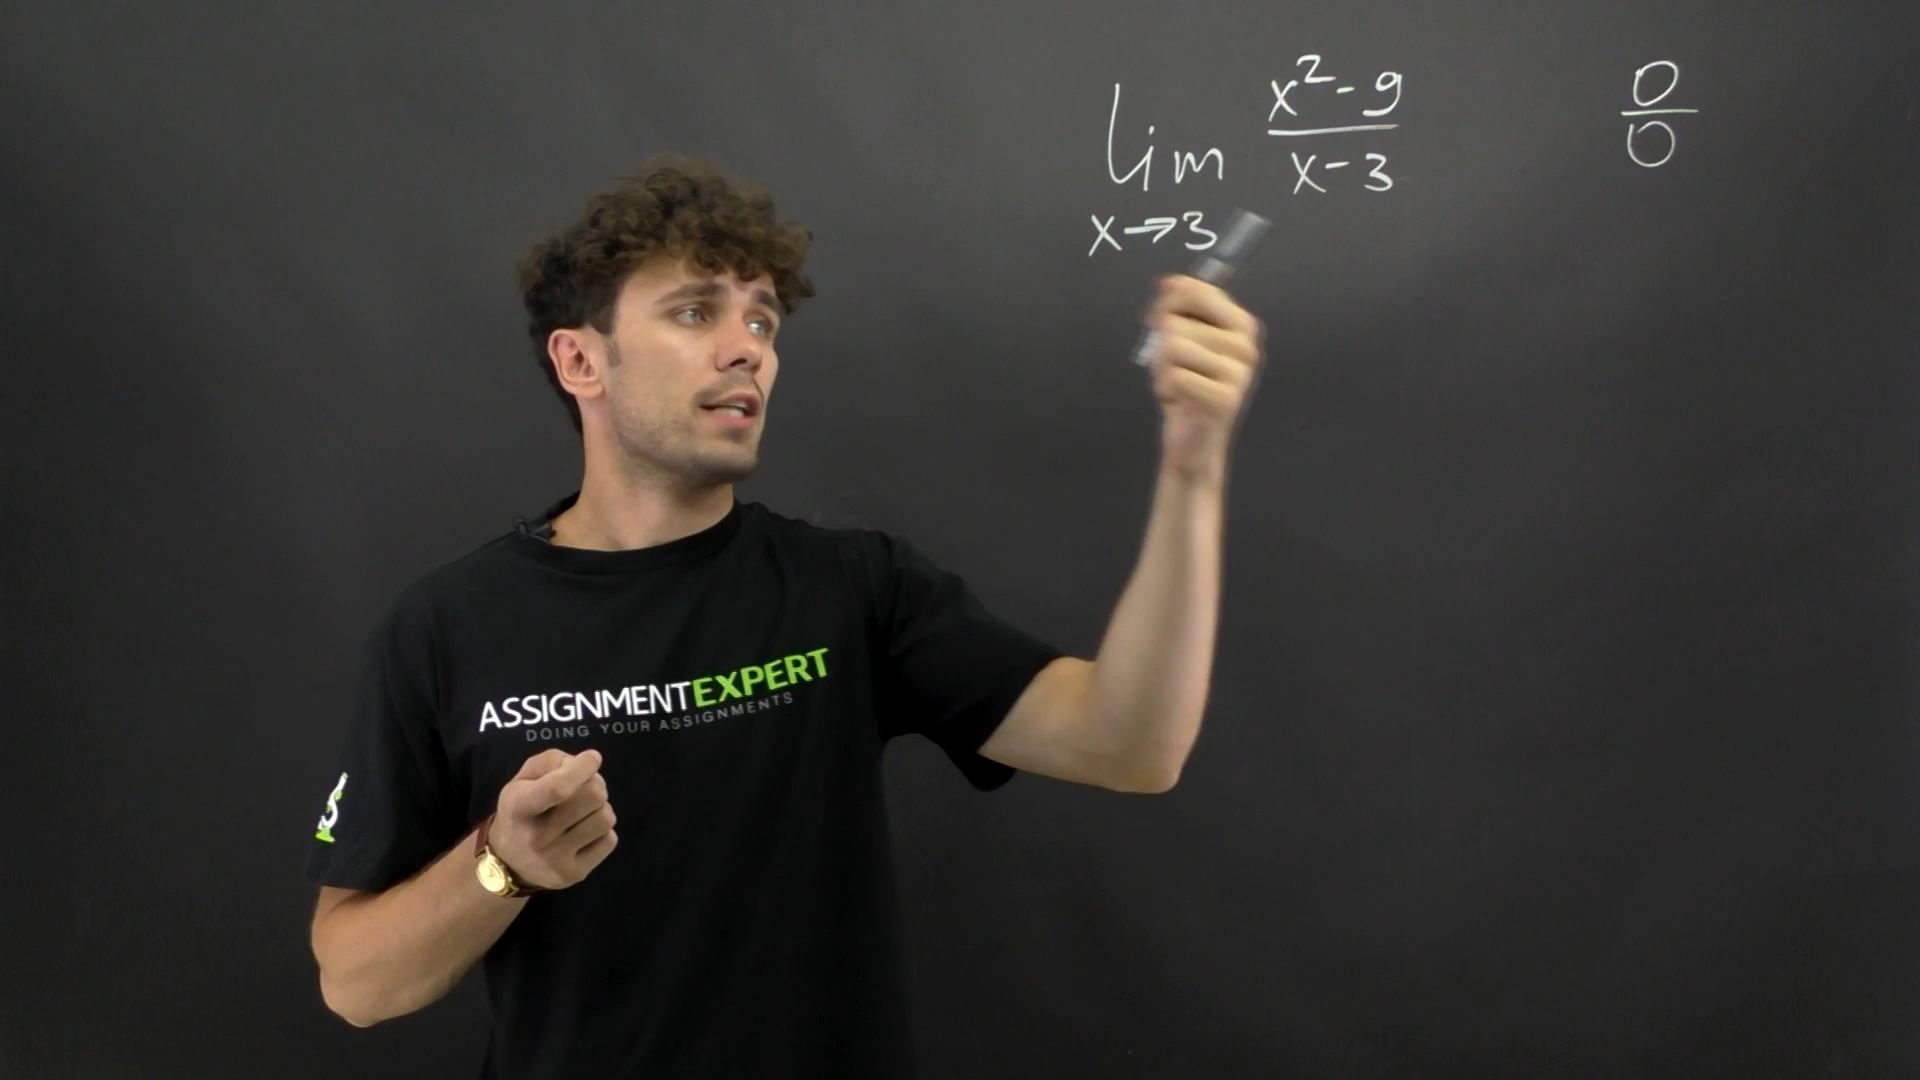 lim x²-9 / x-3
x→3
0/0
ASSIGNMENTEXPERT
DOING YOUR ASSIGNMENTS